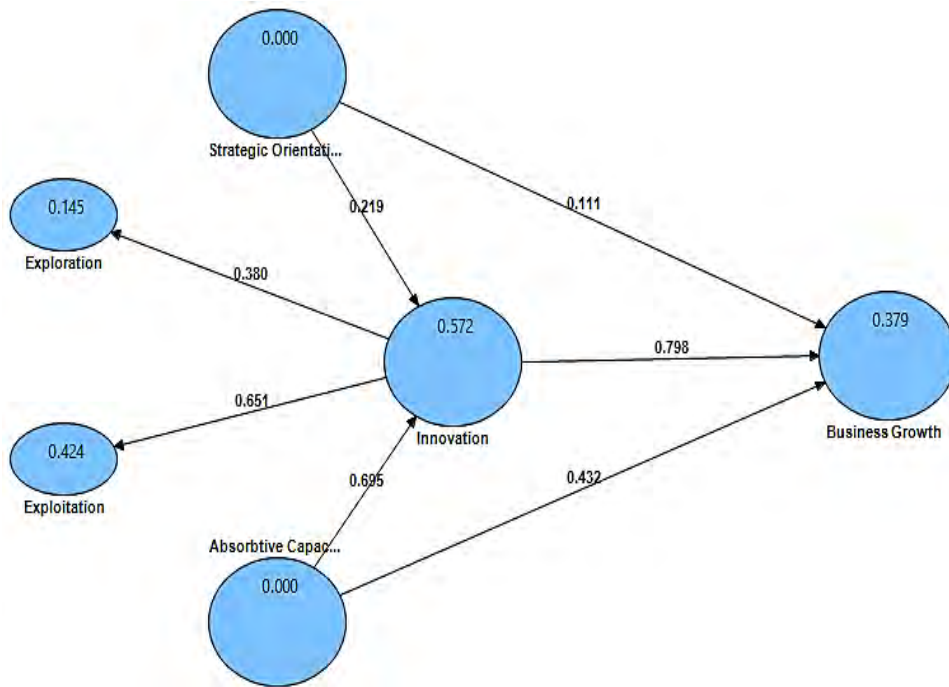 0.000
Strategic Orientati...
0.219
0.111
0.145
Exploration
0.380
0.572
Innovation
0.798
0.379
Business Growth
0.651
0.424
Exploitation
0.695
0.432
Absorbtive Capac...
0.000